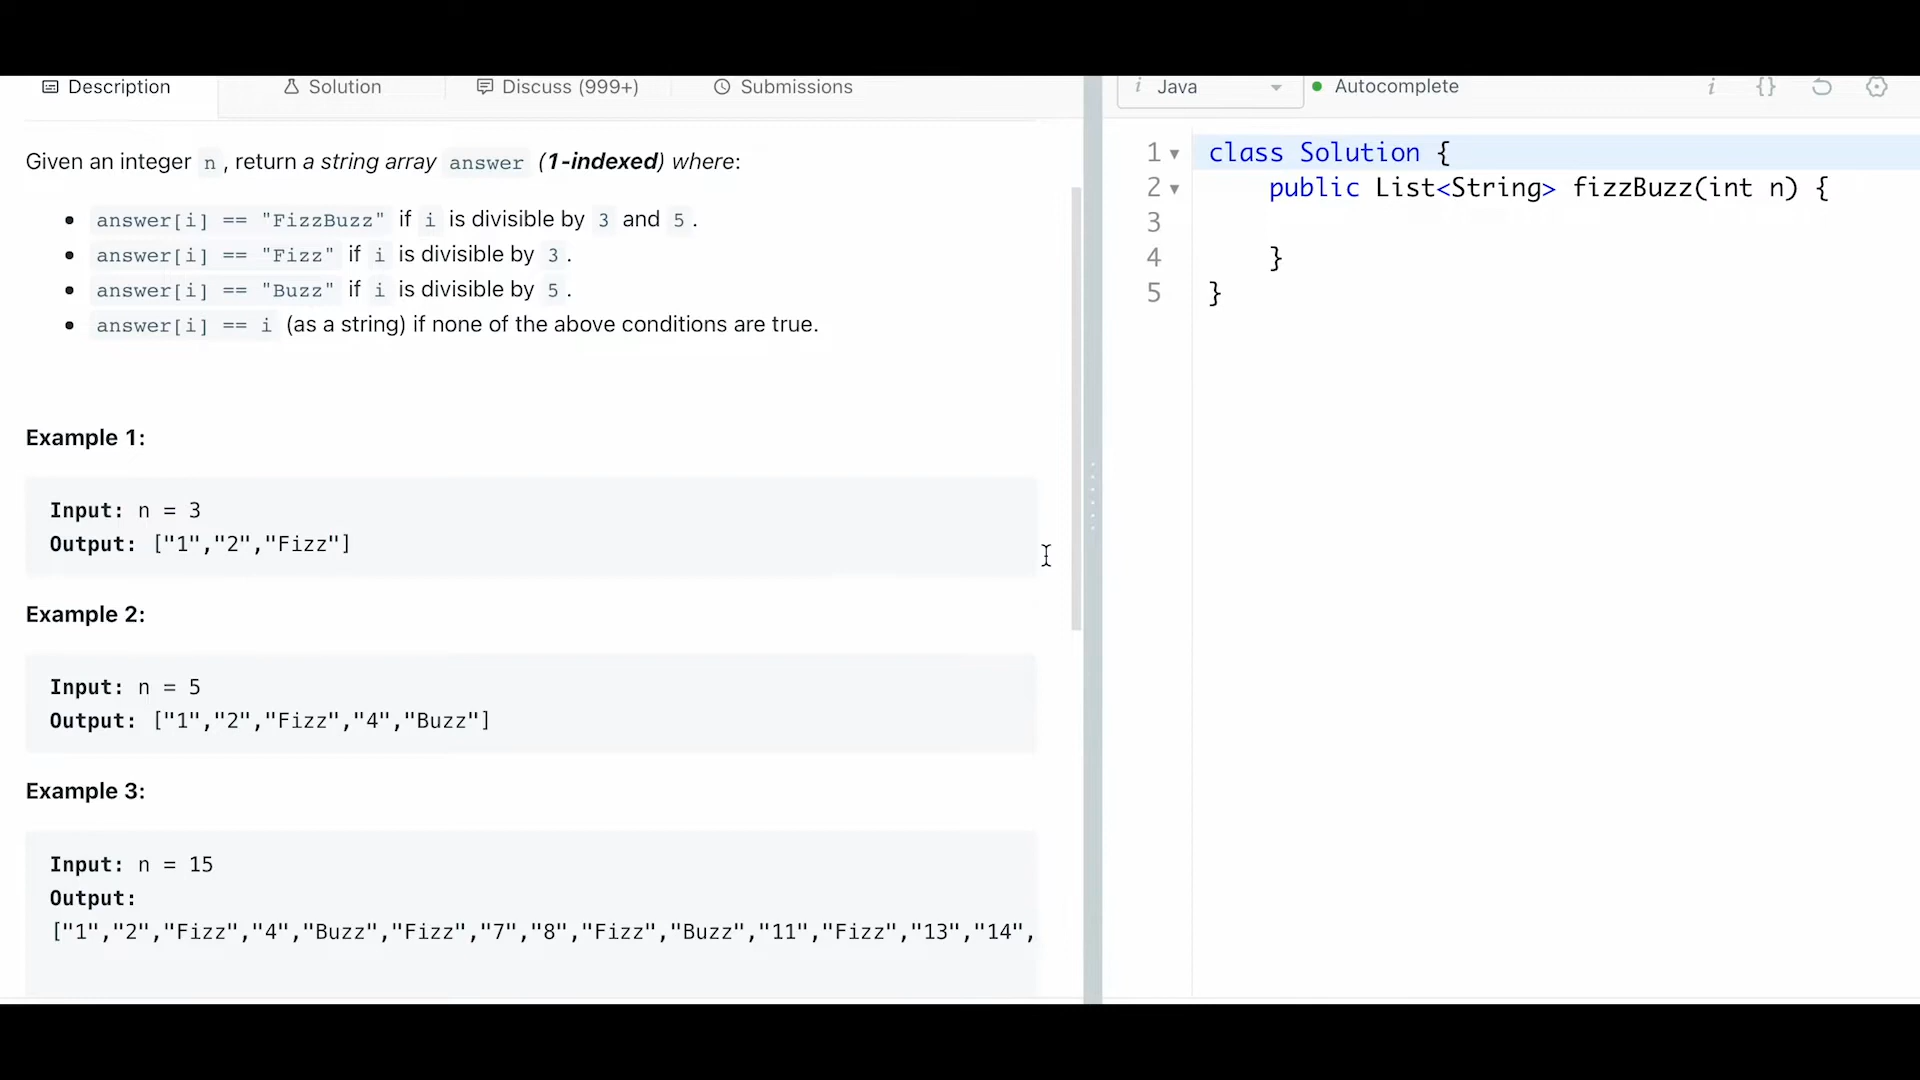 Description Solution Discuss (999+) Submissions
Given an integer n, return a string array answer (1-indexed) where:
• answer[i] == "FizzBuzz" if i is divisible by 3 and 5.
• answer[i] == "Fizz" if i is divisible by 3.
• answer[i] == "Buzz" if i is divisible by 5.
• answer[i] == i (as a string) if none of the above conditions are true.
Example 1:
Input: n = 3
Output: ["1","2","Fizz"]
Example 2:
Input: n = 5
Output: ["1","2","Fizz","4","Buzz"]
Example 3:
Input: n = 15
Output:
["1","2","Fizz","4","Buzz","Fizz","7","8","Fizz","Buzz","11","Fizz","13","14",
i Java Autocomplete i {}
1 class Solution {
2 public List<String> fizzBuzz(int n) {
3
4 }
5 }